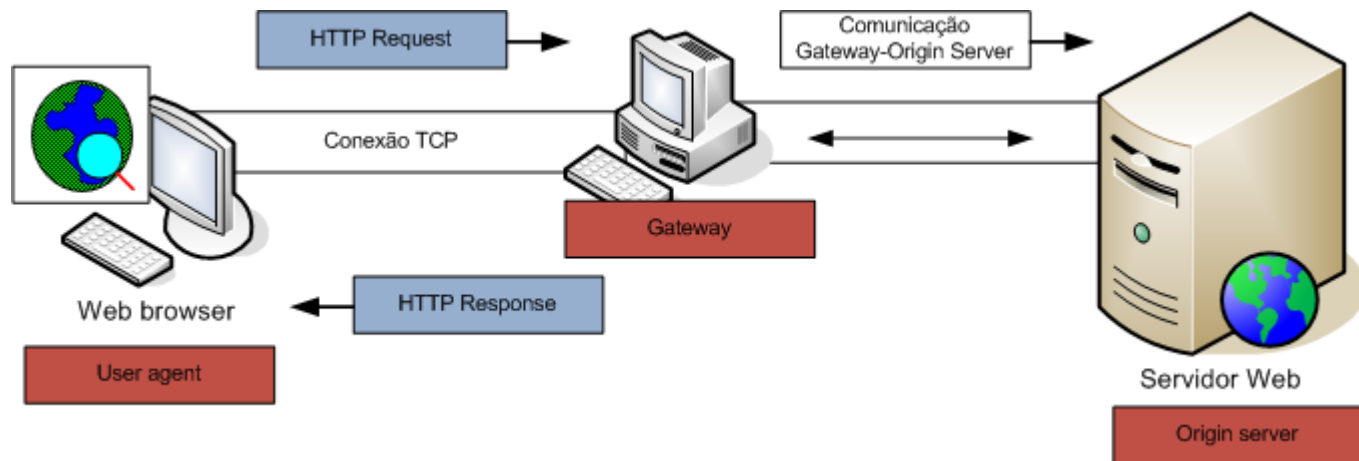 HTTP Request
Comunicação
Gateway-Origin Server
Conexão TCP
Gateway
HTTP Response
Web browser
User agent
Servidor Web
Origin server